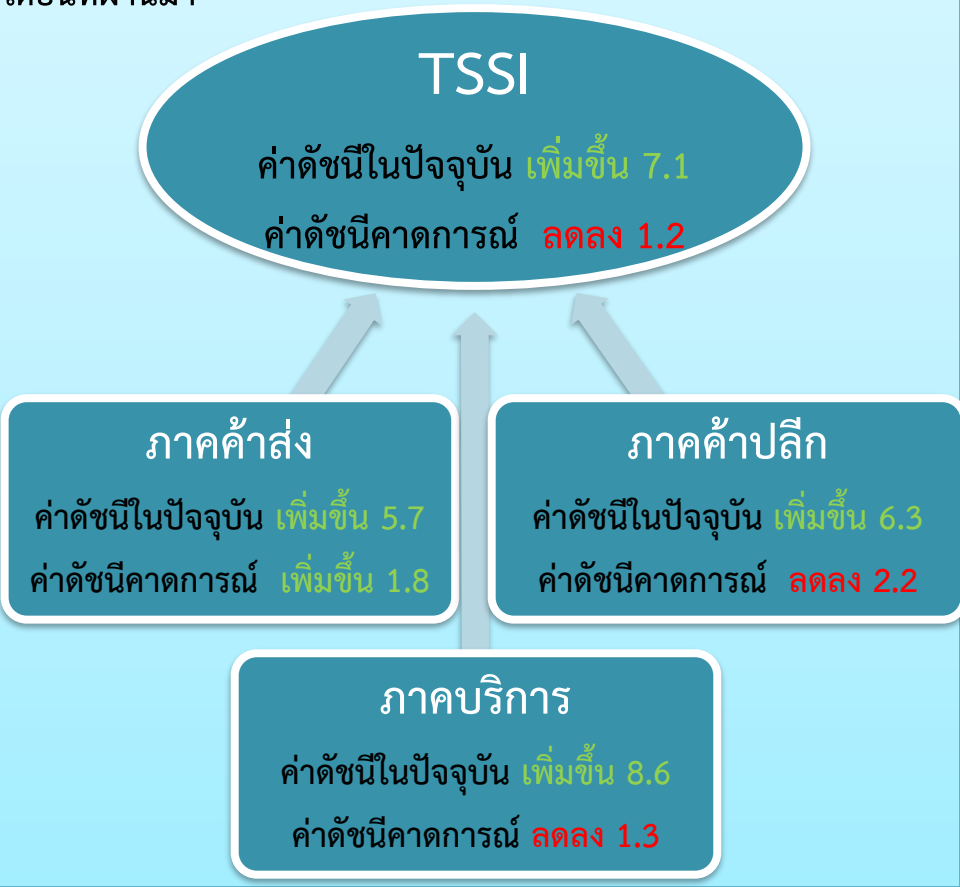 TSSI
ค่าดัชนีในปัจจุบัน เพิ่มขึ้น 7.1
ค่าดัชนีคาดการณ์ ลดลง 1.2
ภาคค้าส่ง
ค่าดัชนีในปัจจุบัน เพิ่มขึ้น 5.7
ค่าดัชนีคาดการณ์ เพิ่มขึ้น 1.8
ภาคค้าปลีก
ค่าดัชนีในปัจจุบัน เพิ่มขึ้น 6.3
ค่าดัชนีคาดการณ์ ลดลง 2.2
ภาคบริการ
ค่าดัชนีในปัจจุบัน เพิ่มขึ้น 8.6
ค่าดัชนีคาดการณ์ ลดลง 1.3